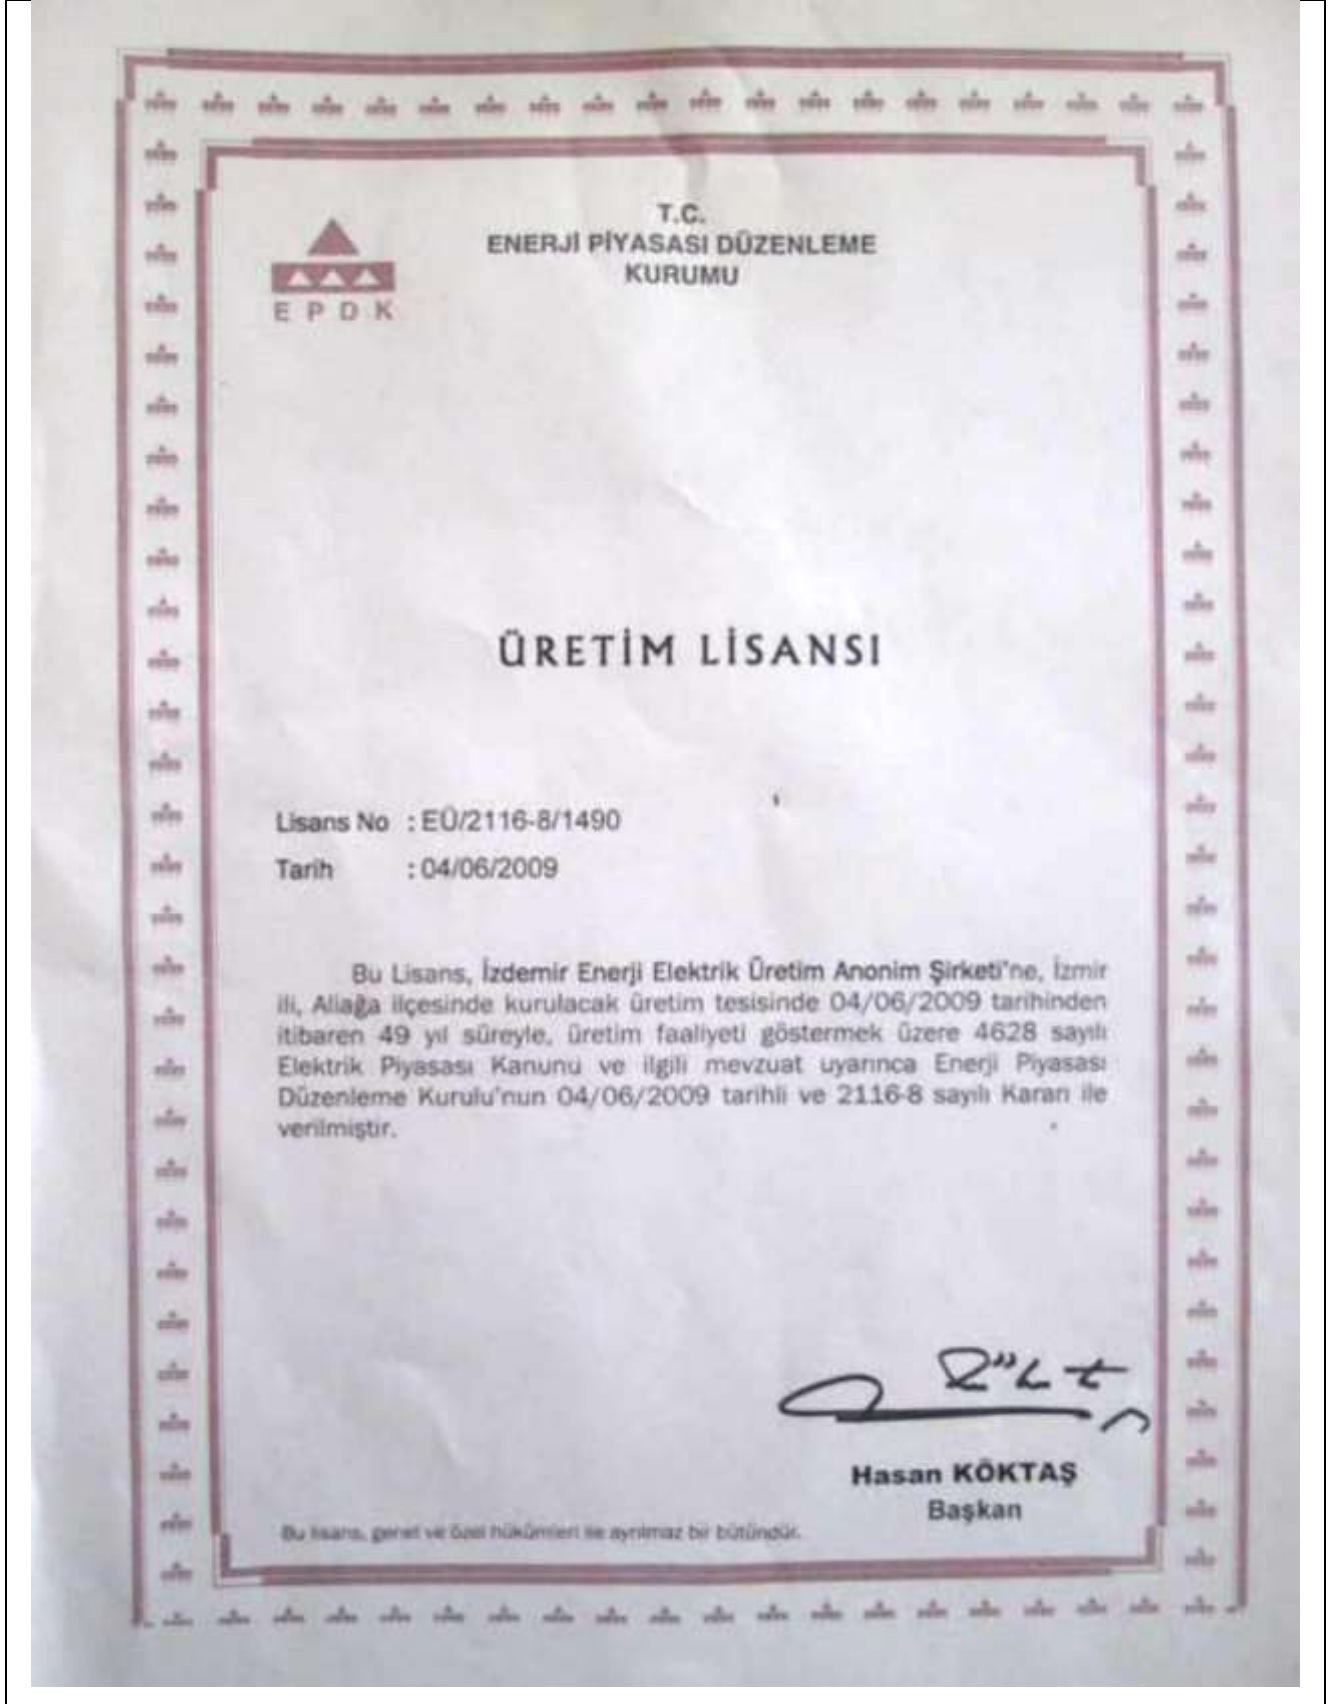 T.C.
ENERJİ PİYASASI DÜZENLEME
KURUMU
EPDK
ÜRETİM LİSANSI
Lisans No : EÜ/2116-8/1490
Tarih : 04/06/2009
Bu Lisans, İzdemir Enerji Elektrik Üretim Anonim Şirketi'ne, İzmir
ili, Aliağa ilçesinde kurulacak üretim tesisinde 04/06/2009 tarihinden
itibaren 49 yıl süreyle, üretim faaliyeti göstermek üzere 4628 sayılı
Elektrik Piyasası Kanunu ve ilgili mevzuat uyarınca Enerji Piyasası
Düzenleme Kurulu'nun 04/06/2009 tarihli ve 2116-8 sayılı Kararı ile
verilmiştir.
Hasan KÖKTAŞ
Başkan
Bu lisans, genel ve özel hükümleri ile ayrılmaz bir bütündür.